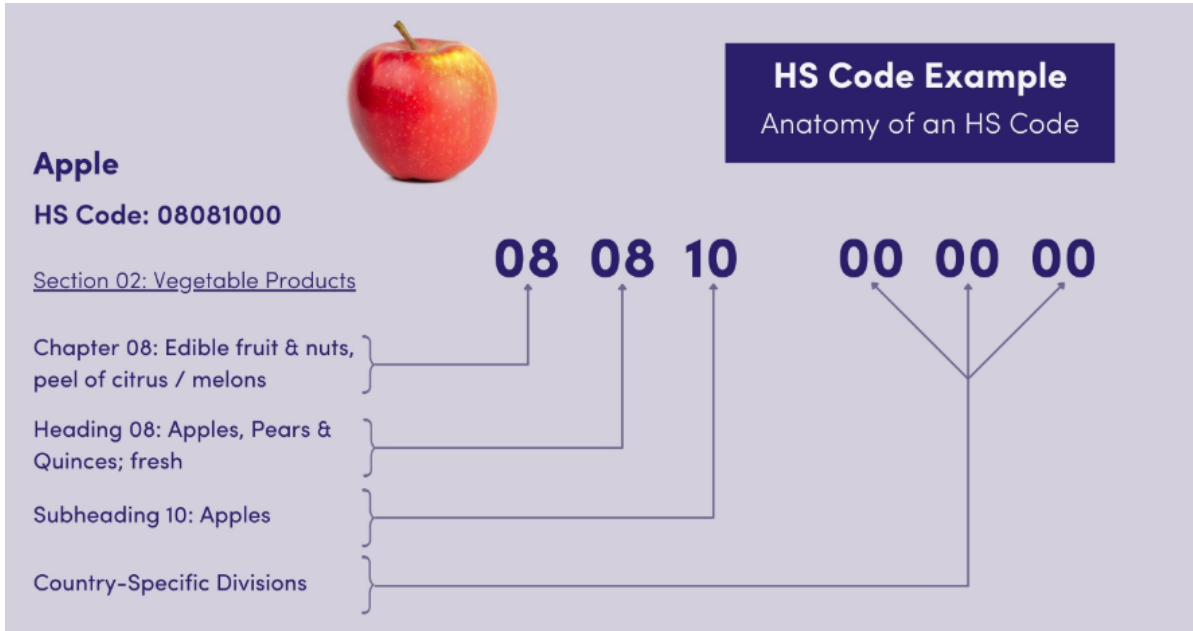 HS Code Example
Anatomy of an HS Code
Apple
HS Code: 08081000
08 08 10 00 00 00
Section 02: Vegetable Products
Chapter 08: Edible fruit & nuts,
peel of citrus / melons
Heading 08: Apples, Pears &
Quinces; fresh
Subheading 10: Apples
Country-Specific Divisions